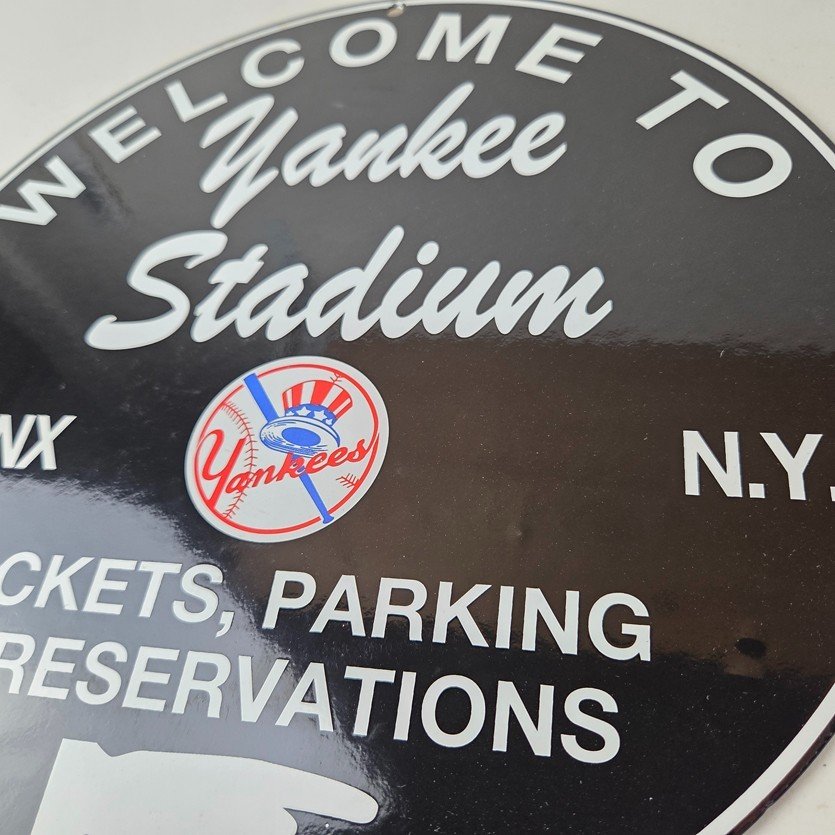 WELCOME TO
Yankee
Stadium
NX
Yankees
N.Y.
CKETS, PARKING
RESERVATIONS